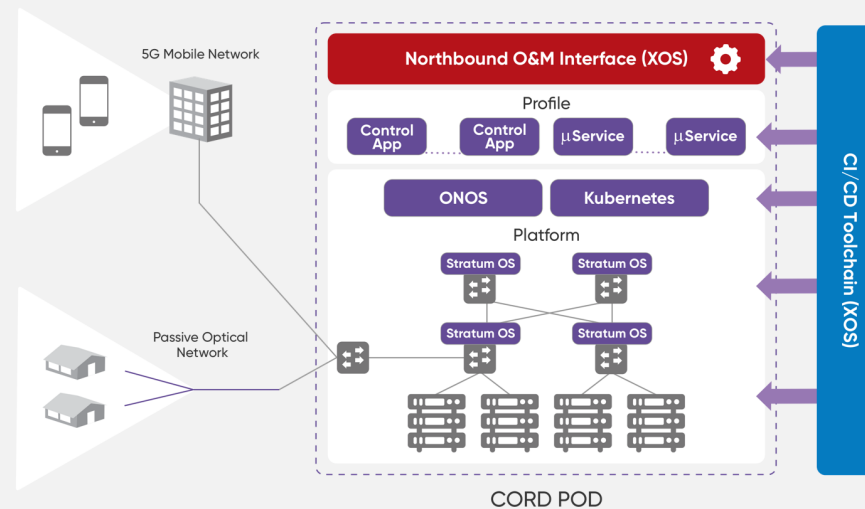 5G Mobile Network
Northbound O&M Interface (XOS)
Profile
Control
App
Control
App
μService
μService
ONOS
Kubernetes
Platform
Stratum OS
Stratum OS
Stratum OS
Stratum OS
Passive Optical
Network
CI/CD Toolchain (XOS)
CORD POD